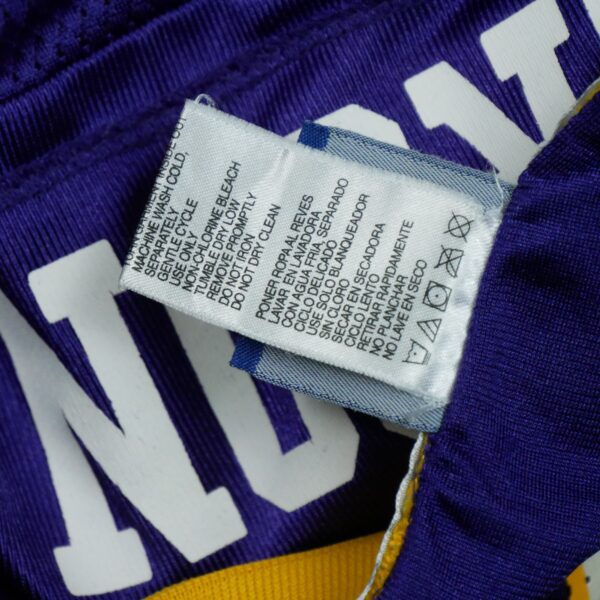 MACHINE WASH COLD,
SEPARATELY
GENTLE CYCLE
USE ONLY
NON-CHLORINE BLEACH
TUMBLE DRY LOW
REMOVE PROMPTLY
DO NOT IRON
DO NOT DRY CLEAN
POWER ROPA AL REVES
LAVAR EN LAVADORA
CON AGUA FRIA, SEPARADO
CICLO DELICADO
USE SOLO BLANQUEADOR
SIN CLORO
SECAR EN SECADORA
CICLO LENTO
RETIRAR RAPIDAMENTE
NO PLANCHAR
NO LAVE EN SECO